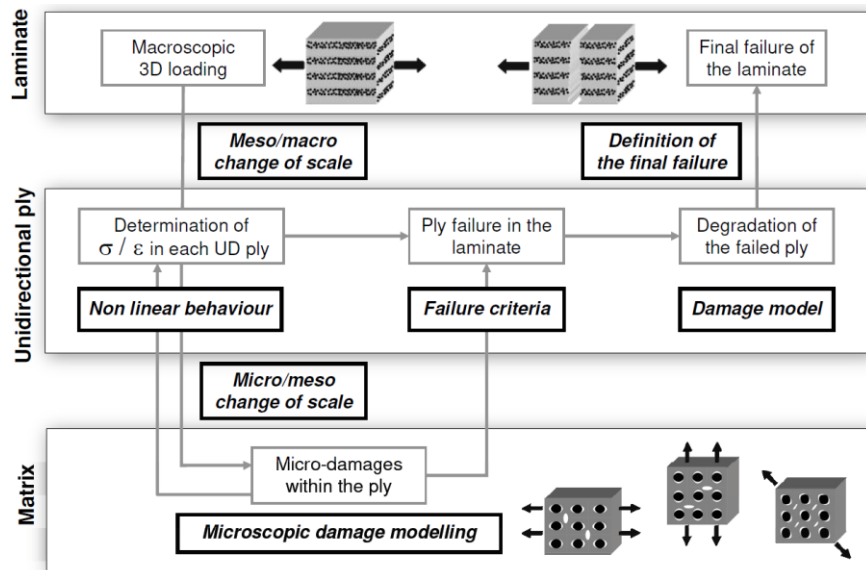 Laminate
Macroscopic
3D loading
Final failure of
the laminate
Meso/macro
change of scale
Definition of
the final failure
Unidirectional ply
Determination of
σ / ε in each UD ply
Ply failure in the
laminate
Degradation of
the failed ply
Non linear behaviour
Failure criteria
Damage model
Micro/meso
change of scale
Matrix
Micro-damages
within the ply
Microscopic damage modelling